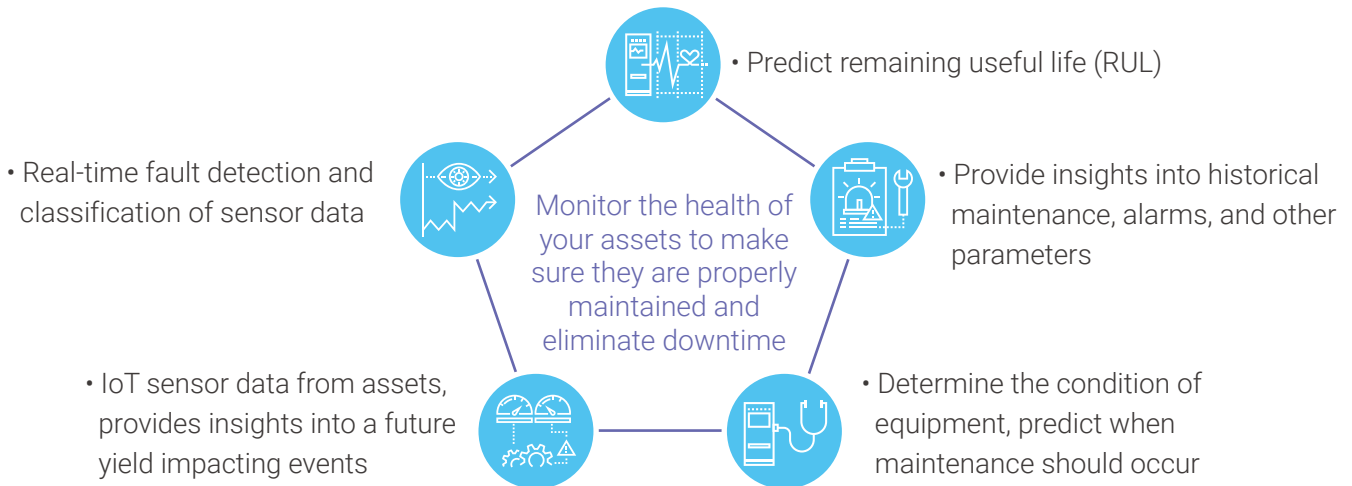 • Predict remaining useful life (RUL)
• Real-time fault detection and
classification of sensor data
• Provide insights into historical
maintenance, alarms, and other
parameters
Monitor the health of
your assets to make
sure they are properly
maintained and
eliminate downtime
• IoT sensor data from assets,
provides insights into a future
yield impacting events
• Determine the condition of
equipment, predict when
maintenance should occur